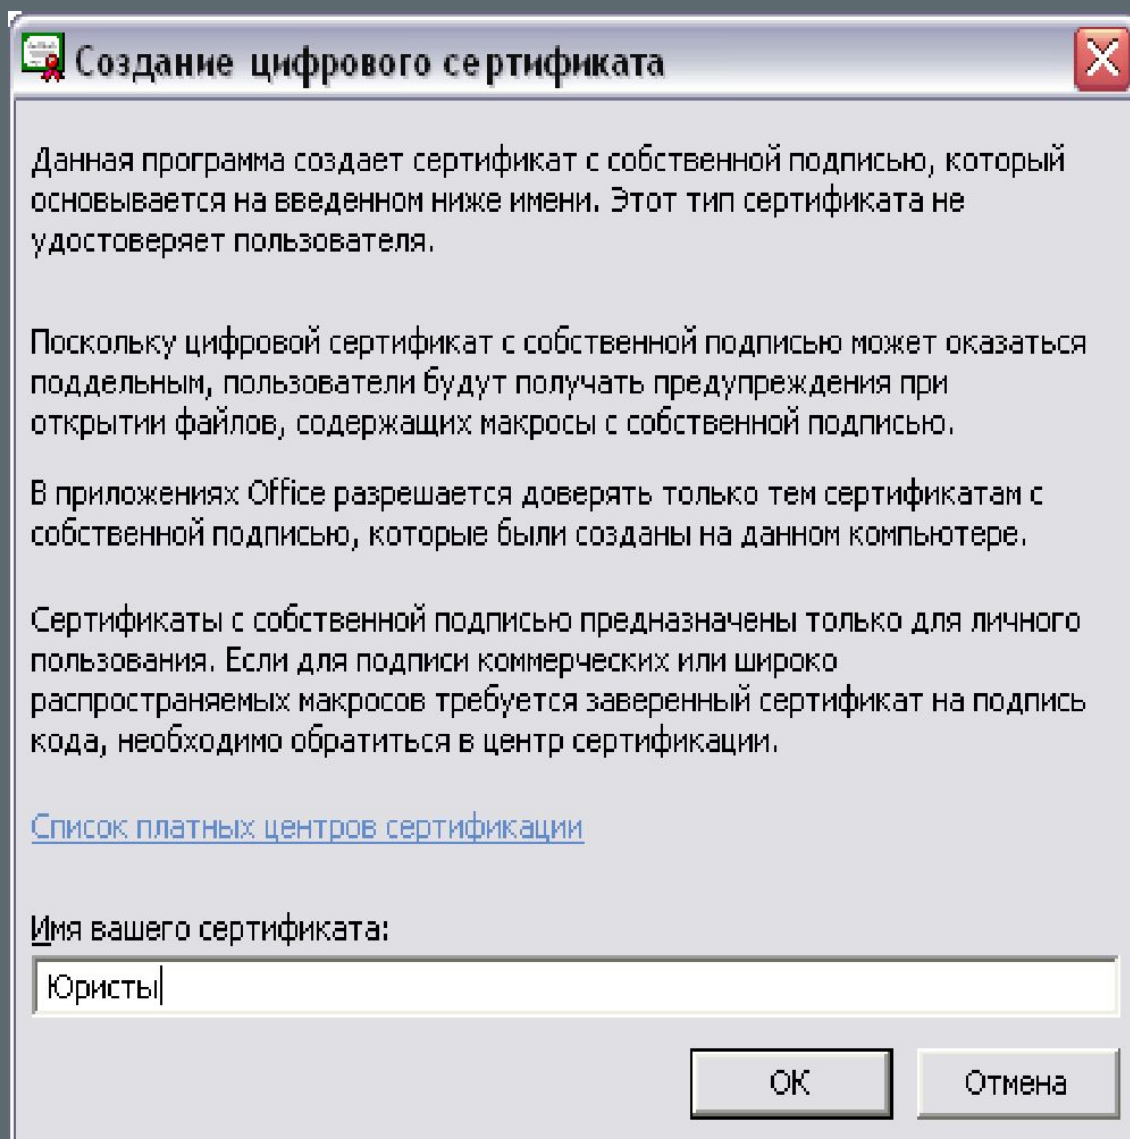 Создание цифрового сертификата
Данная программа создает сертификат с собственной подписью, который
основывается на введенном ниже имени. Этот тип сертификата не
удостоверяет пользователя.
Поскольку цифровой сертификат с собственной подписью может оказаться
поддельным, пользователи будут получать предупреждения при
открытии файлов, содержащих макросы с собственной подписью.
В приложениях Office разрешается доверять только тем сертификатам с
собственной подписью, которые были созданы на данном компьютере.
Сертификаты с собственной подписью предназначены только для личного
пользования. Если для подписи коммерческих или широко
распространяемых макросов требуется заверенный сертификат на подпись
кода, необходимо обратиться в центр сертификации.
Список платных центров сертификации
Имя вашего сертификата:
Юристы
ОК
Отмена